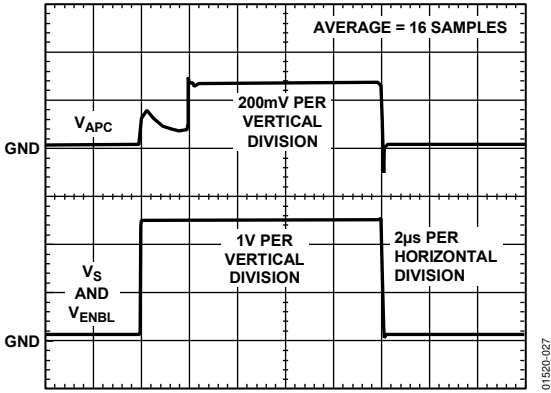 AVERAGE = 16 SAMPLES
VAPC
200mV PER
VERTICAL
DIVISION
GND
1V PER
VERTICAL
DIVISION
2µs PER
HORIZONTAL
DIVISION
VS
AND
VENBL
GND
01520-027